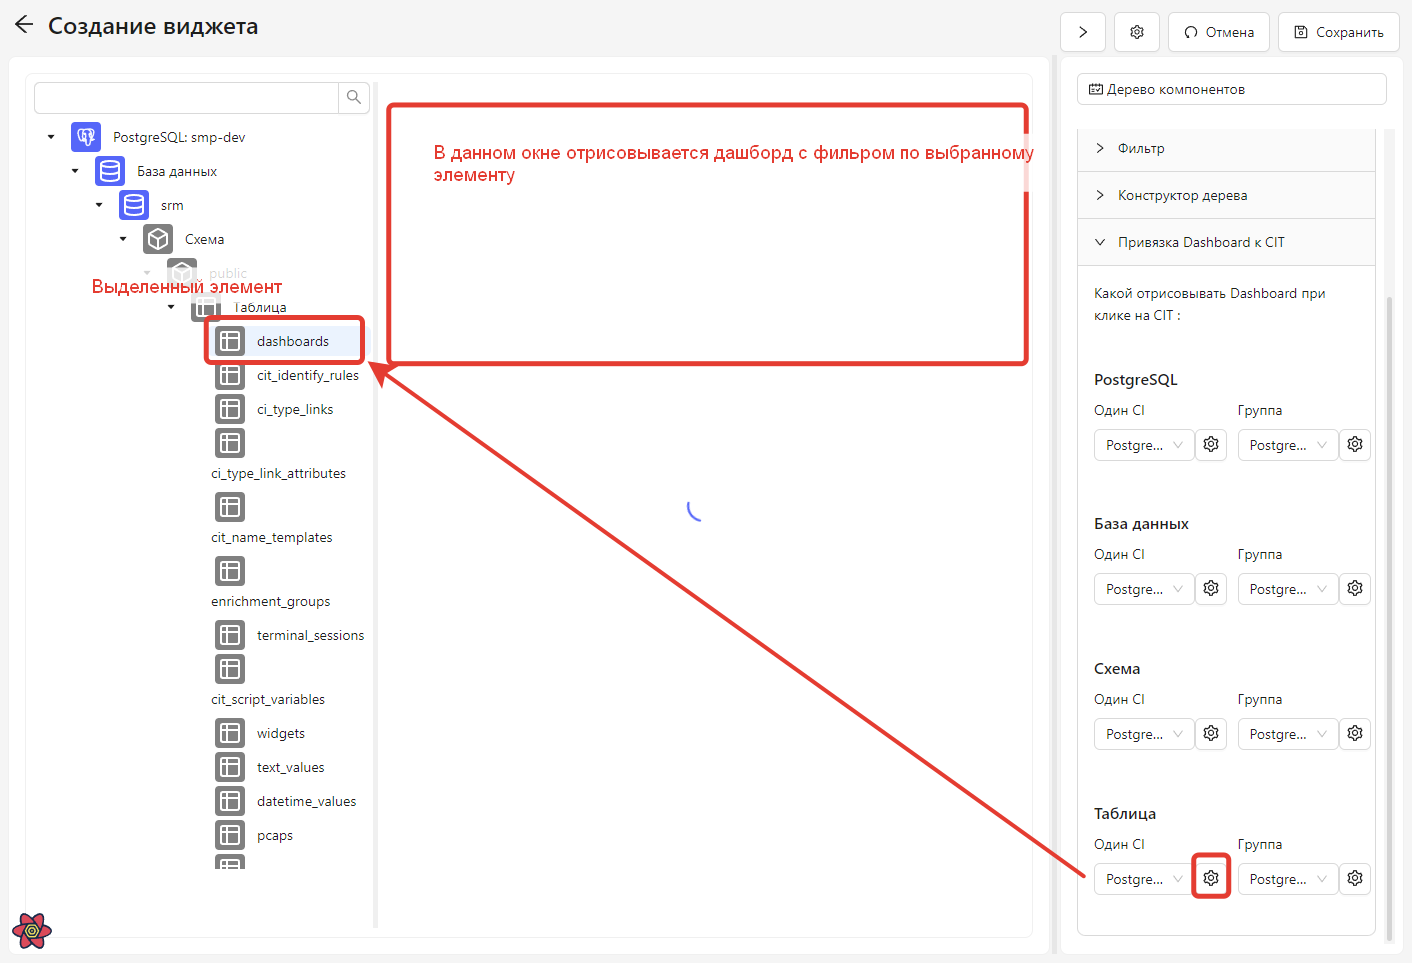 Создание виджета
Отмена
Сохранить
PostgreSQL: smp-dev
База данных
srm
Схема
public
Выделенный элемент
Таблица
dashboards
cit_identify_rules
ci_type_links
ci_type_link_attributes
cit_name_templates
enrichment_groups
terminal_sessions
cit_script_variables
widgets
text_values
datetime_values
pcaps
В данном окне отрисовывается дашборд с фильром по выбранному
элементу
Дерево компонентов
Фильтр
Конструктор дерева
Привязка Dashboard к CIT
Какой отрисовывать Dashboard при
клике на CIT :
PostgreSQL
Один CI Группа
Postgre... Postgre...
База данных
Один CI Группа
Postgre... Postgre...
Схема
Один CI Группа
Postgre... Postgre...
Таблица
Один CI Группа
Postgre... Postgre...